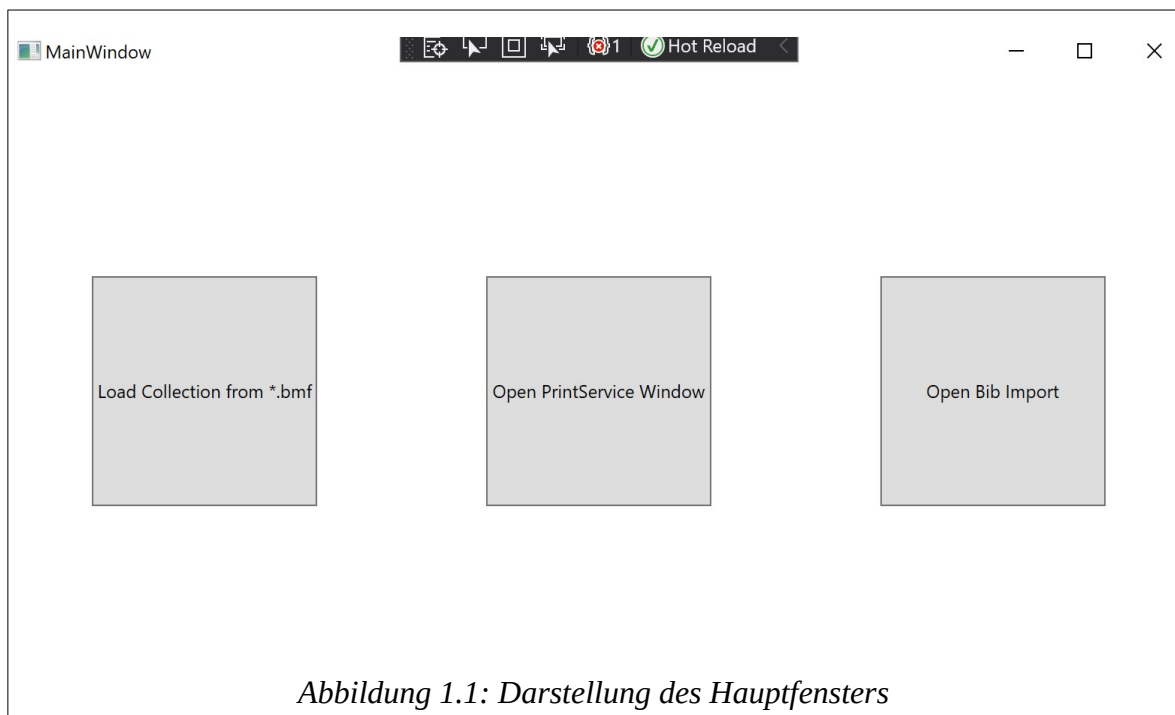 MainWindow
1 Hot Reload
Load Collection from *.bmf
Open PrintService Window
Open Bib Import
Abbildung 1.1: Darstellung des Hauptfensters